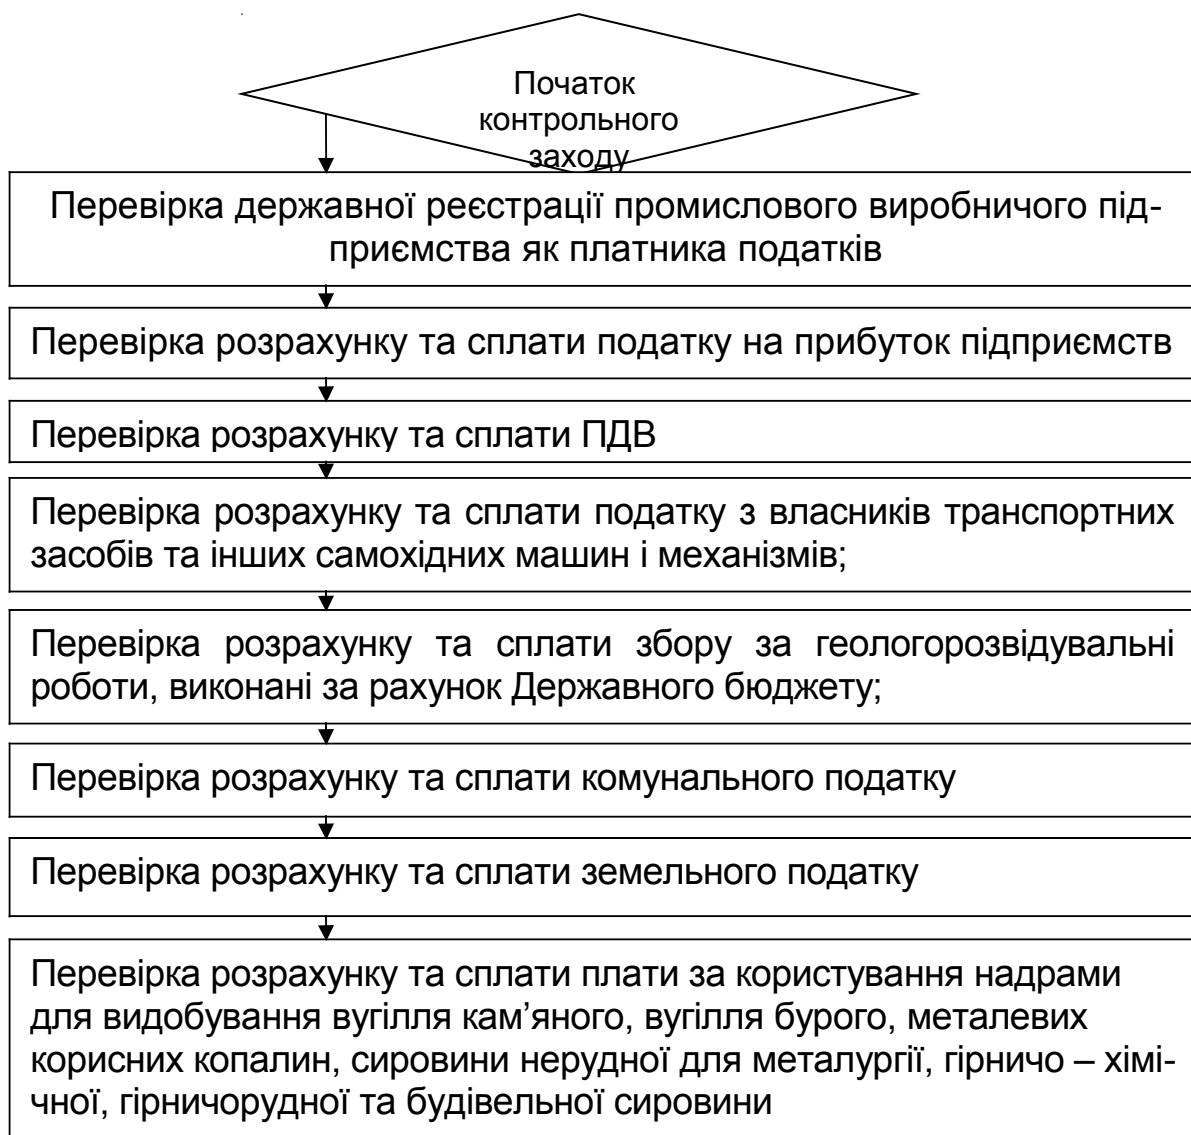 Початок
контрольного
заходу
Перевірка державної реєстрації промислового виробничого під-
приємства як платника податків
Перевірка розрахунку та сплати податку на прибуток підприємств
Перевірка розрахунку та сплати ПДВ
Перевірка розрахунку та сплати податку з власників транспортних
засобів та інших самохідних машин і механізмів;
Перевірка розрахунку та сплати збору за геологорозвідувальні
роботи, виконані за рахунок Державного бюджету;
Перевірка розрахунку та сплати комунального податку
Перевірка розрахунку та сплати земельного податку
Перевірка розрахунку та сплати плати за користування надрами
для видобування вугілля кам’яного, вугілля бурого, металевих
корисних копалин, сировини нерудної для металургії, гірничо – хімі-
чної, гірничорудної та будівельної сировини